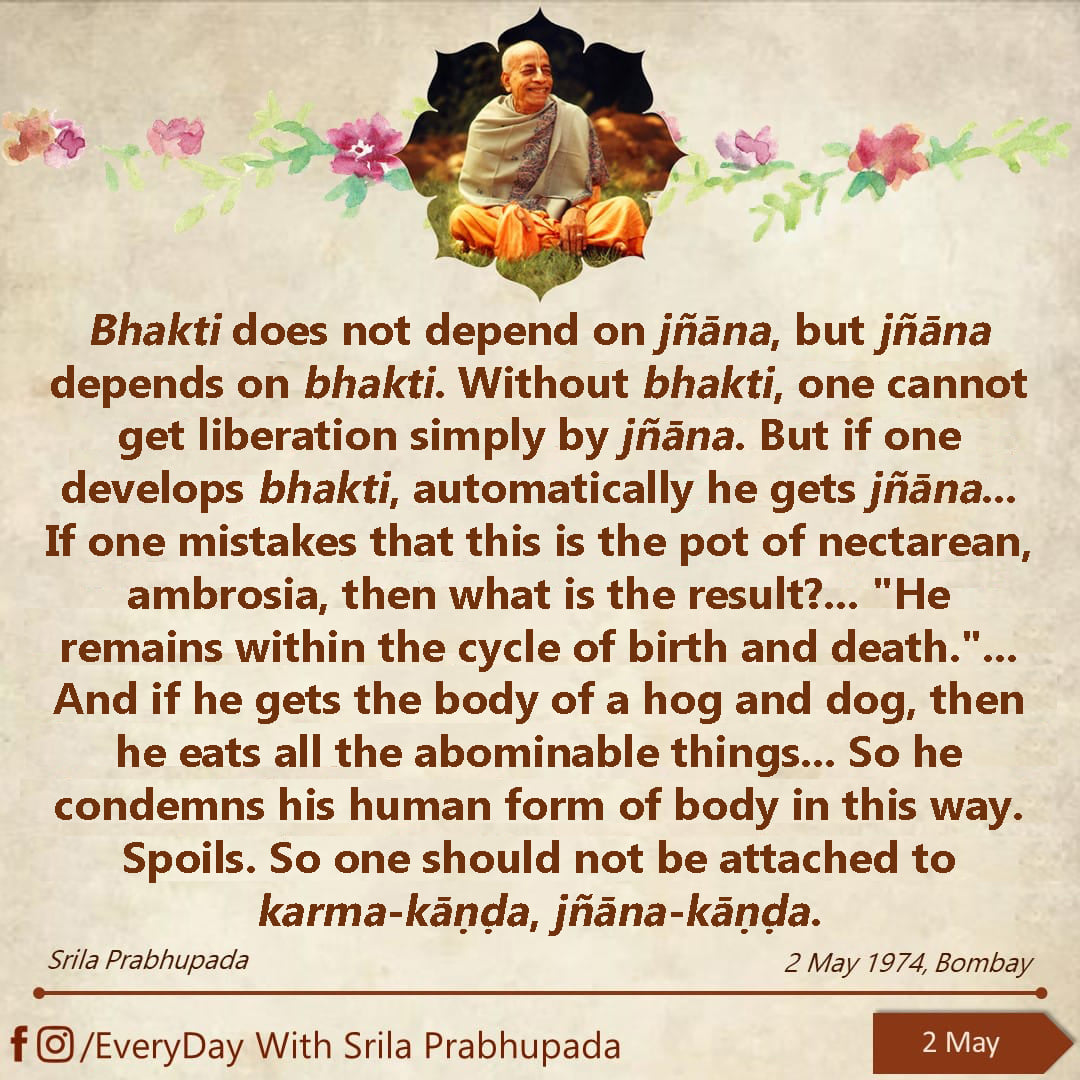 Bhakti does not depend on jñāna, but jñāna
depends on bhakti. Without bhakti, one cannot
get liberation simply by jñāna. But if one
develops bhakti, automatically he gets jñāna...
If one mistakes that this is the pot of nectarean,
ambrosia, then what is the result?... "He
remains within the cycle of birth and death."...
And if he gets the body of a hog and dog, then
he eats all the abominable things... So he
condemns his human form of body in this way.
Spoils. So one should not be attached to
karma-kāṇḍa, jñāna-kāṇḍa.
Srila Prabhupada
2 May 1974, Bombay
/EveryDay With Srila Prabhupada
2 May